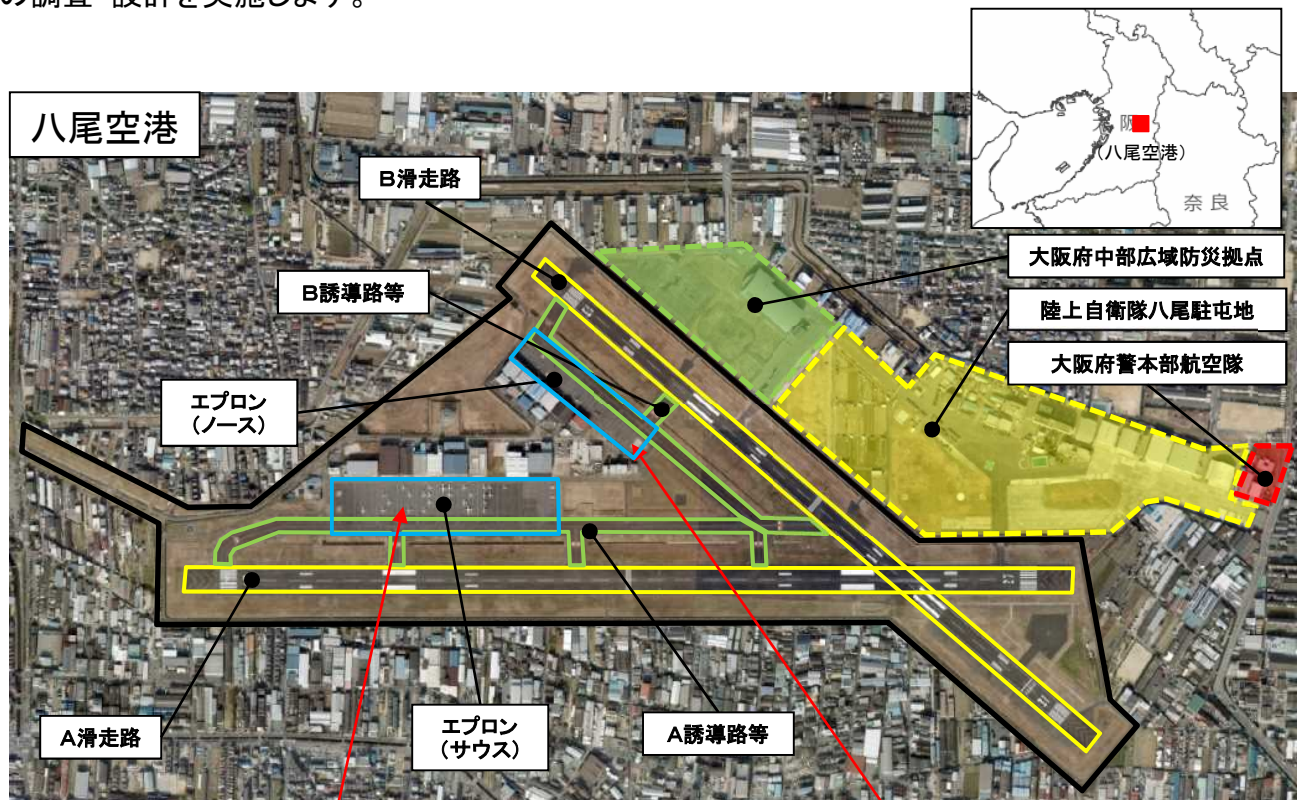 の調査・設計を実施します。
八尾空港
阪
(八尾空港)
奈良
B滑走路
B誘導路等
エプロン
(ノース)
大阪府中部広域防災拠点
陸上自衛隊八尾駐屯地
大阪府警本部航空隊
A滑走路
エプロン
(サウス)
A誘導路等